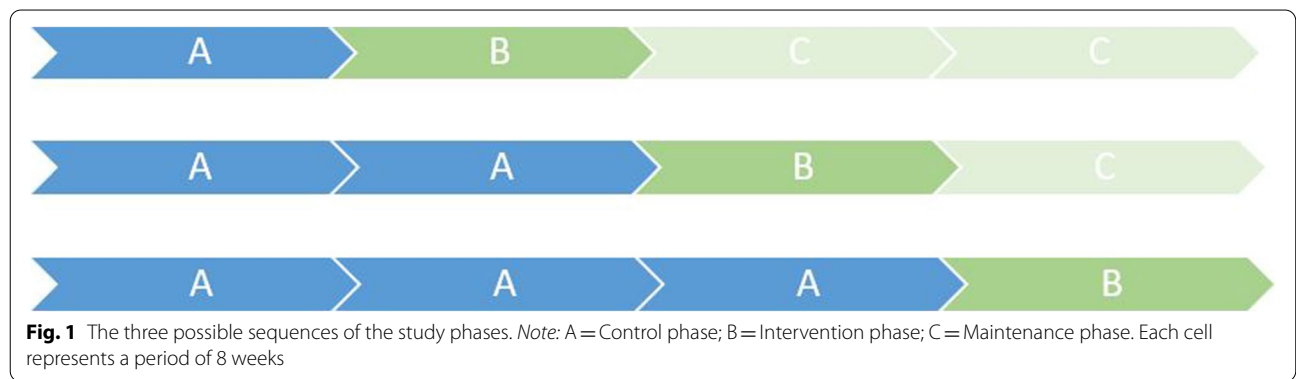 A B C C
A A B C
A A A B
Fig. 1 The three possible sequences of the study phases. Note: A = Control phase; B = Intervention phase; C = Maintenance phase. Each cell
represents a period of 8 weeks